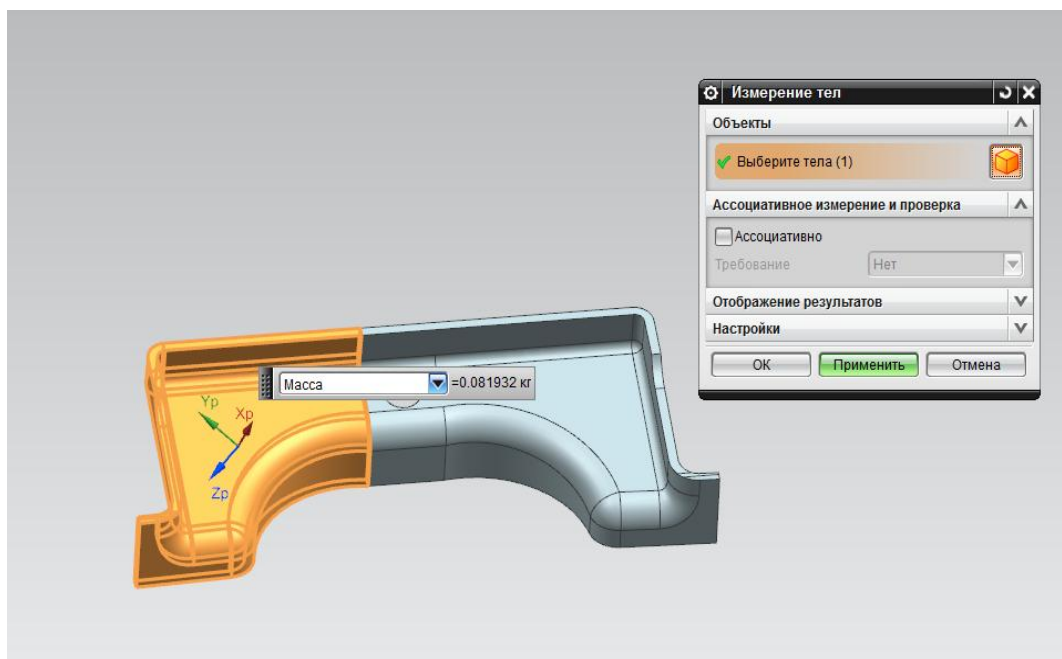 Измерение тел
Объекты
Выберите тела (1)
Ассоциативное измерение и проверка
Ассоциативно
Требование Нет
Отображение результатов
Настройки
ОК Применить Отмена
Масса =0.081932 кг
Yp Xp
Zp